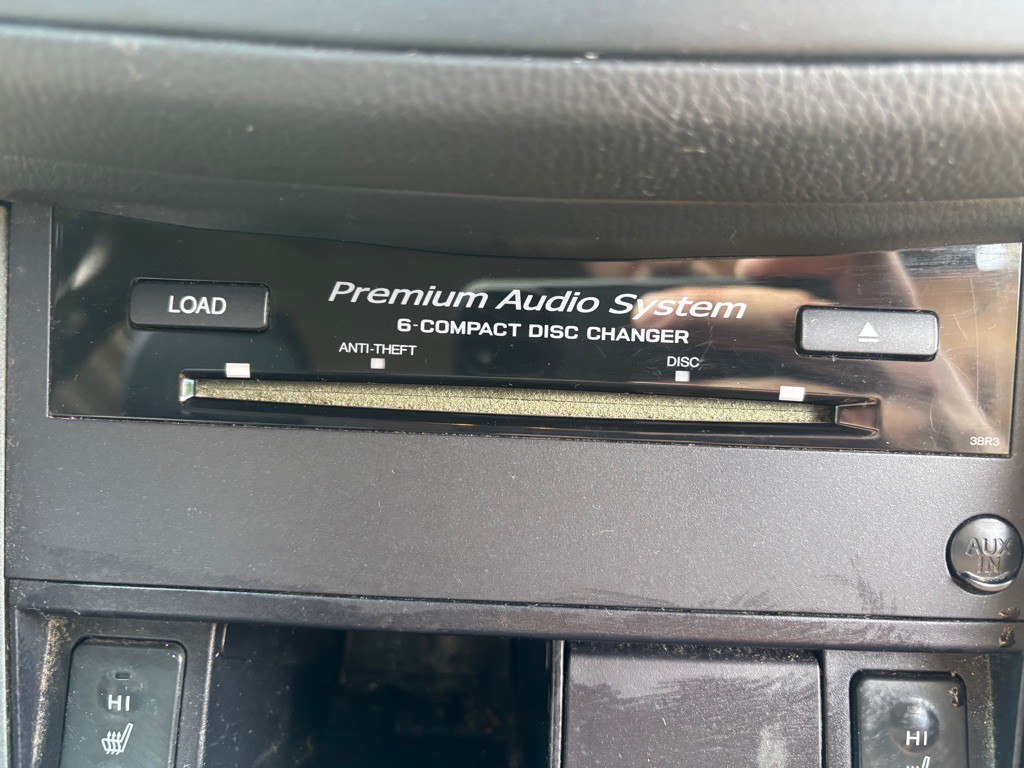 Premium Audio System
LOAD
6-COMPACT DISC CHANGER
ANTI-THEFT
DISC
3BR3
AUX
IN
HI
HI